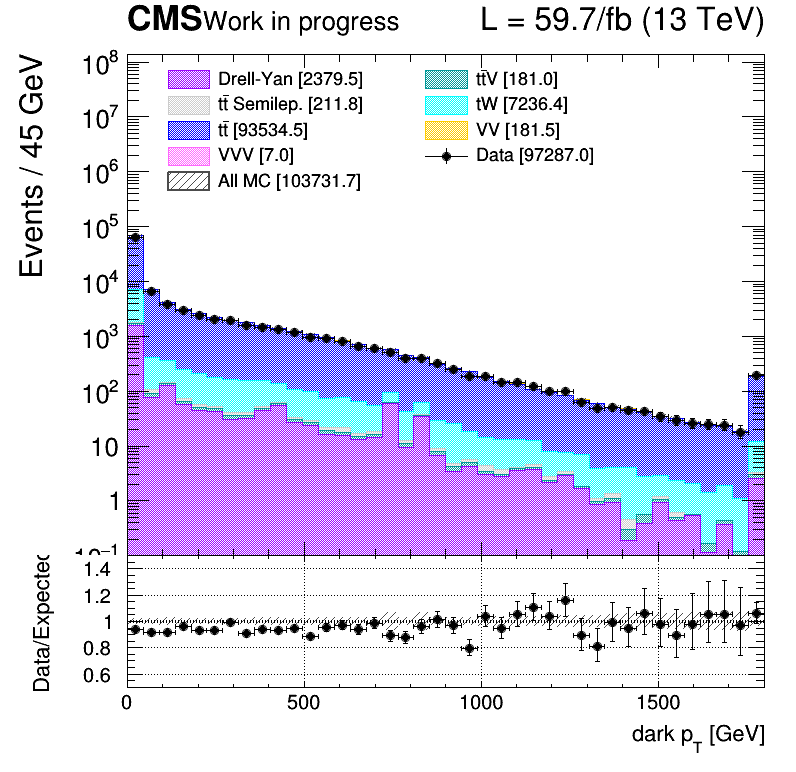 CMS Work in progress L = 59.7/fb (13 TeV)
Events / 45 GeV
10⁸
10⁷
10⁶
10⁵
10⁴
10³
10²
10
1
10⁻¹
Drell-Yan [2379.5]
tt̄ Semilep. [211.8]
tt̄ [93534.5]
VVV [7.0]
All MC [103731.7]
tt̄V [181.0]
tW [7236.4]
VV [181.5]
Data [97287.0]
Data/Expected
1.4
1.2
1
0.8
0.6
0 500 1000 1500
dark p_T [GeV]